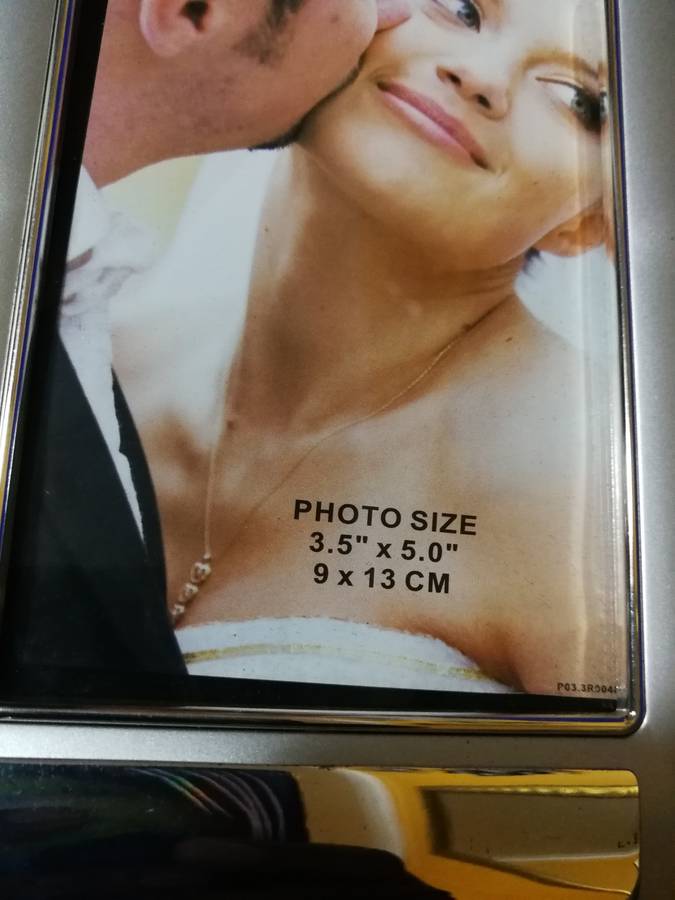 PHOTO SIZE
3.5" x 5.0"
9 x 13 CM